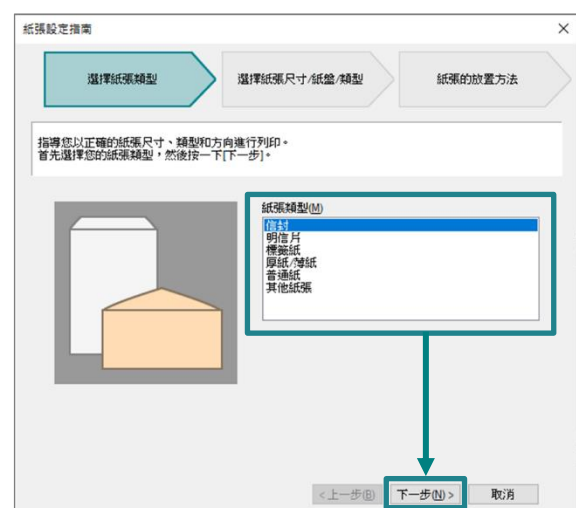 紙張設定指南
選擇紙張類型
選擇紙張尺寸/紙盤/類型
紙張的放置方法
指導您以正確的紙張尺寸、類型和方向進行列印。
首先選擇您的紙張類型，然後按一下[下一步]。
紙張類型(M)
信封
明信片
標籤紙
厚紙/薄紙
普通紙
其他紙張
<上一步(B)
下一步(N) >
取消